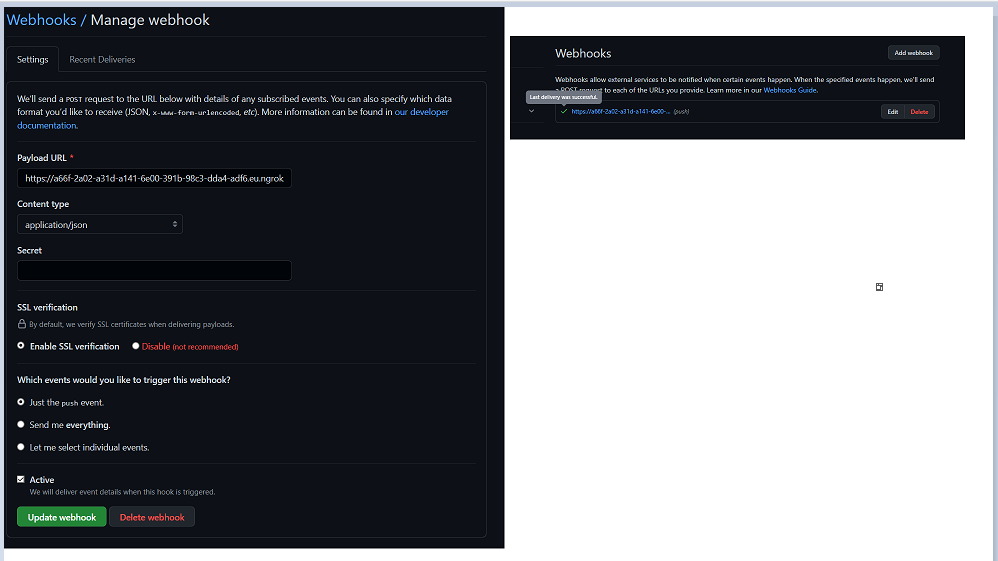 Webhooks / Manage webhook
Settings
Recent Deliveries
We'll send a POST request to the URL below with details of any subscribed events. You can also specify which data
format you'd like to receive (JSON, x-www-form-urlencoded, etc). More information can be found in our developer
documentation.
Payload URL *
https://a66f-2a02-a31d-a141-6e00-391b-98c3-dda4-adf6.eu.ngrok
Content type
application/json
Secret
SSL verification
By default, we verify SSL certificates when delivering payloads.
Enable SSL verification
Disable (not recommended)
Which events would you like to trigger this webhook?
Just the push event.
Send me everything.
Let me select individual events.
Active
We will deliver event details when this hook is triggered.
Update webhook
Delete webhook
Webhooks
Add webhook
Webhooks allow external services to be notified when certain events happen. When the specified events happen, we'll send
a POST request to each of the URLs you provide. Learn more in our Webhooks Guide.
Last delivery was successful.
https://a66f-2a02-a31d-a141-6e00-... (push)
Edit
Delete